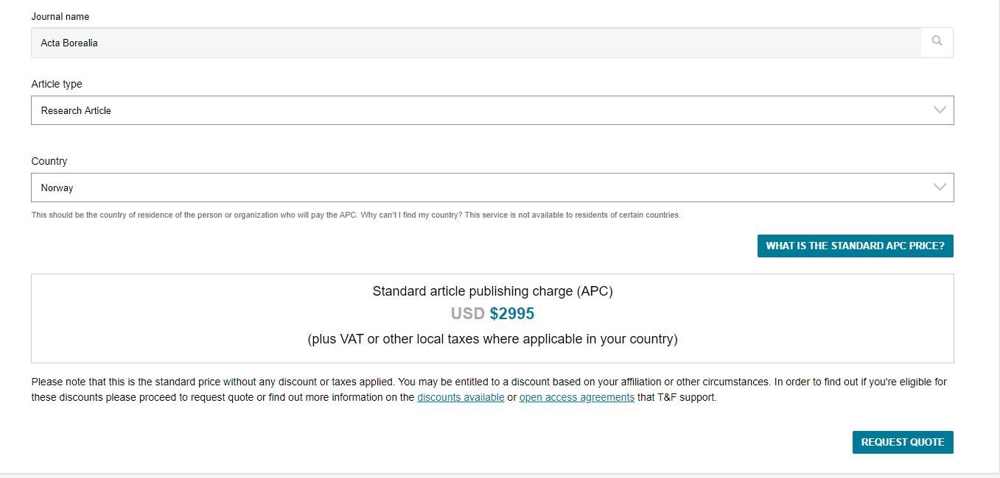 Journal name
Acta Borealia
Article type
Research Article
Country
Norway
This should be the country of residence of the person or organization who will pay the APC. Why can't I find my country? This service is not available to residents of certain countries.
WHAT IS THE STANDARD APC PRICE?
Standard article publishing charge (APC)
USD $2995
(plus VAT or other local taxes where applicable in your country)
Please note that this is the standard price without any discount or taxes applied. You may be entitled to a discount based on your affiliation or other circumstances. In order to find out if you're eligible for
these discounts please proceed to request quote or find out more information on the discounts available or open access agreements that T&F support.
REQUEST QUOTE